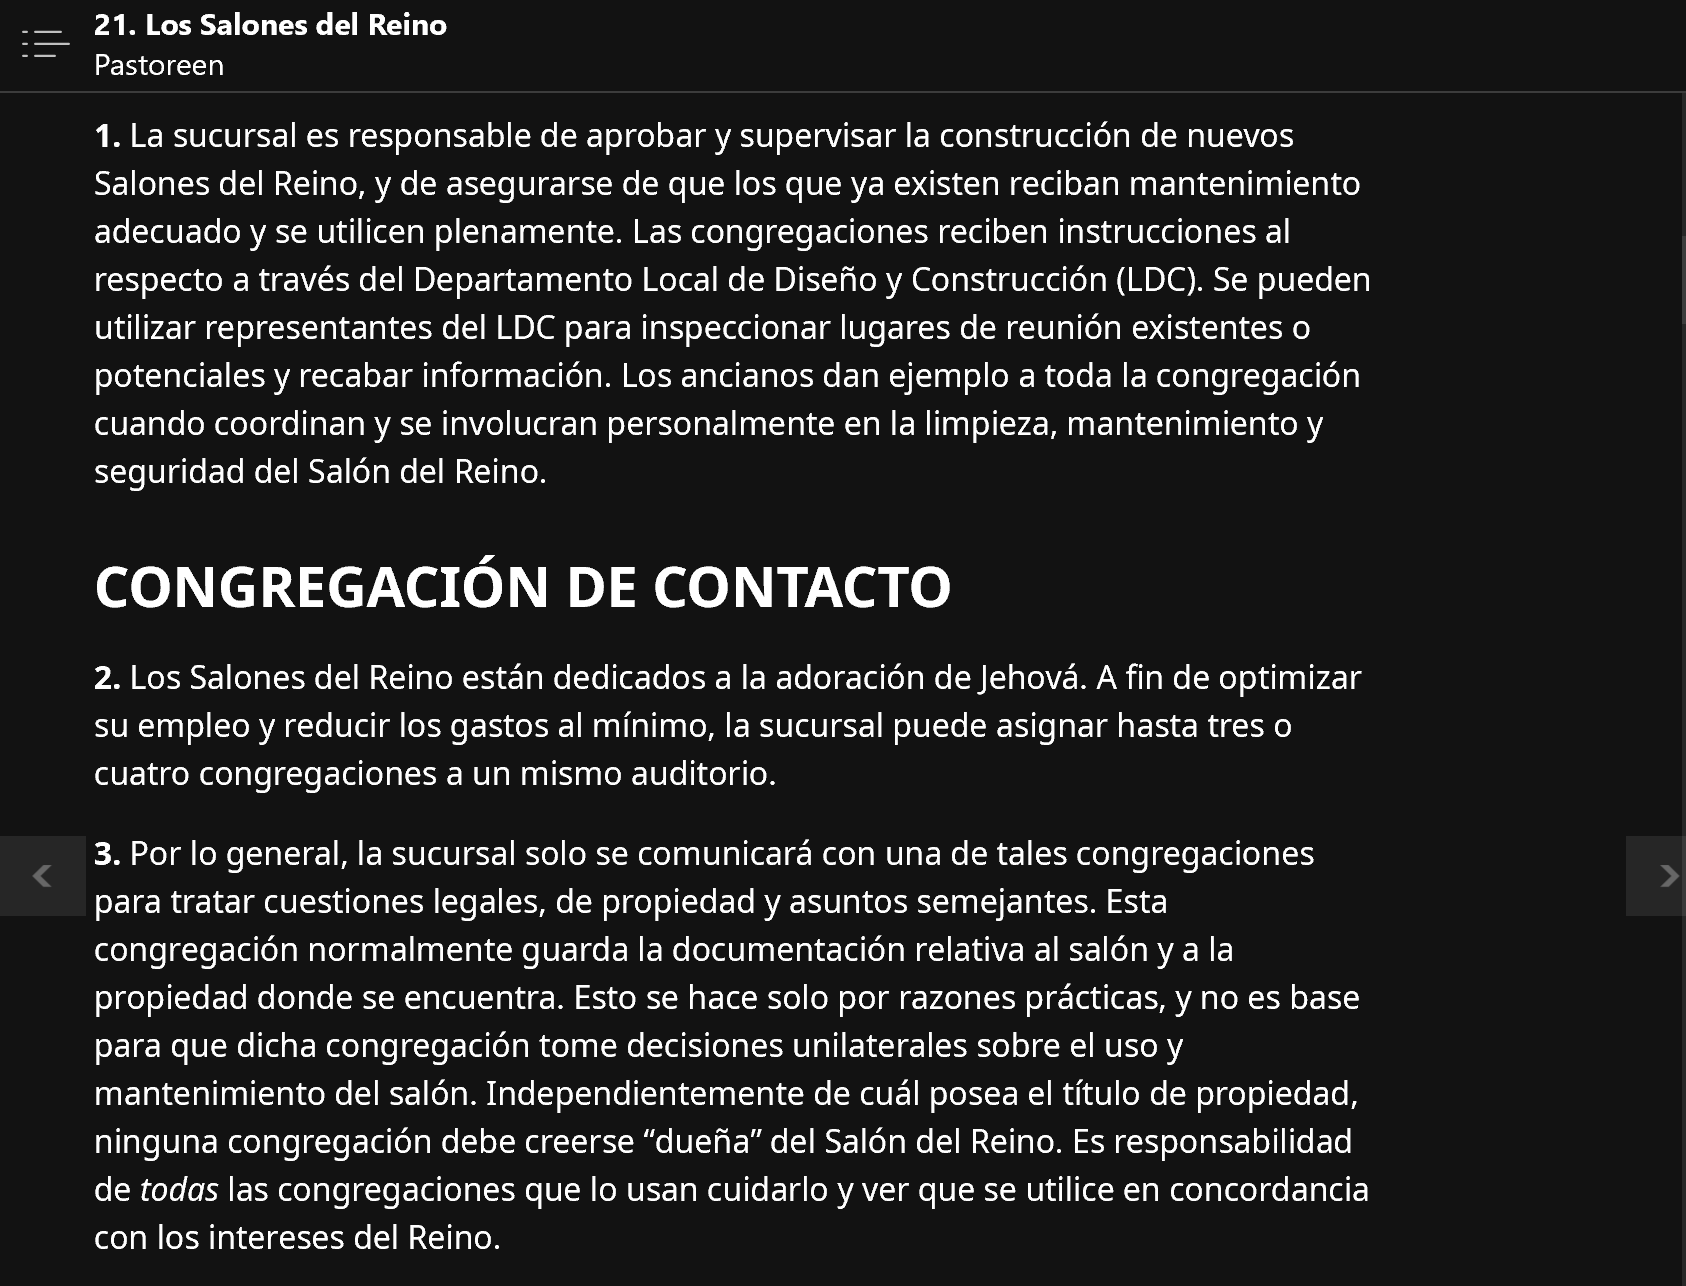 21. Los Salones del Reino
Pastoreen
1. La sucursal es responsable de aprobar y supervisar la construcción de nuevos
Salones del Reino, y de asegurarse de que los que ya existen reciban mantenimiento
adecuado y se utilicen plenamente. Las congregaciones reciben instrucciones al
respecto a través del Departamento Local de Diseño y Construcción (LDC). Se pueden
utilizar representantes del LDC para inspeccionar lugares de reunión existentes o
potenciales y recabar información. Los ancianos dan ejemplo a toda la congregación
cuando coordinan y se involucran personalmente en la limpieza, mantenimiento y
seguridad del Salón del Reino.
CONGREGACIÓN DE CONTACTO
2. Los Salones del Reino están dedicados a la adoración de Jehová. A fin de optimizar
su empleo y reducir los gastos al mínimo, la sucursal puede asignar hasta tres o
cuatro congregaciones a un mismo auditorio.
3. Por lo general, la sucursal solo se comunicará con una de tales congregaciones
para tratar cuestiones legales, de propiedad y asuntos semejantes. Esta
congregación normalmente guarda la documentación relativa al salón y a la
propiedad donde se encuentra. Esto se hace solo por razones prácticas, y no es base
para que dicha congregación tome decisiones unilaterales sobre el uso y
mantenimiento del salón. Independientemente de cuál posea el título de propiedad,
ninguna congregación debe creerse “dueña” del Salón del Reino. Es responsabilidad
de todas las congregaciones que lo usan cuidarlo y ver que se utilice en concordancia
con los intereses del Reino.